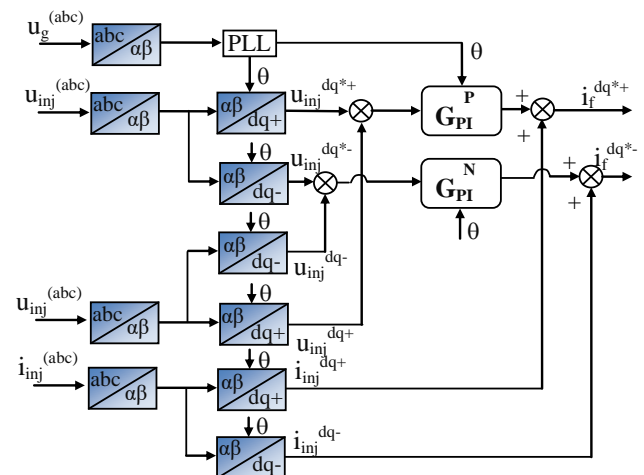 u_g^(abc)
abc
αβ
PLL
θ
θ
u_inj^(abc)
abc
αβ
αβ
dq+
u_inj^dq*+
G_PI^P
+
+
i_f^dq*+
θ
αβ
dq-
u_inj^dq*-
G_PI^N
θ
+
+
i_f^dq*-
θ
αβ
dq-
u_inj^dq-
u_inj^(abc)
abc
αβ
θ
αβ
dq+
u_inj^dq+
i_inj^(abc)
abc
αβ
θ
αβ
dq+
i_inj^dq+
θ
αβ
dq-
i_inj^dq-